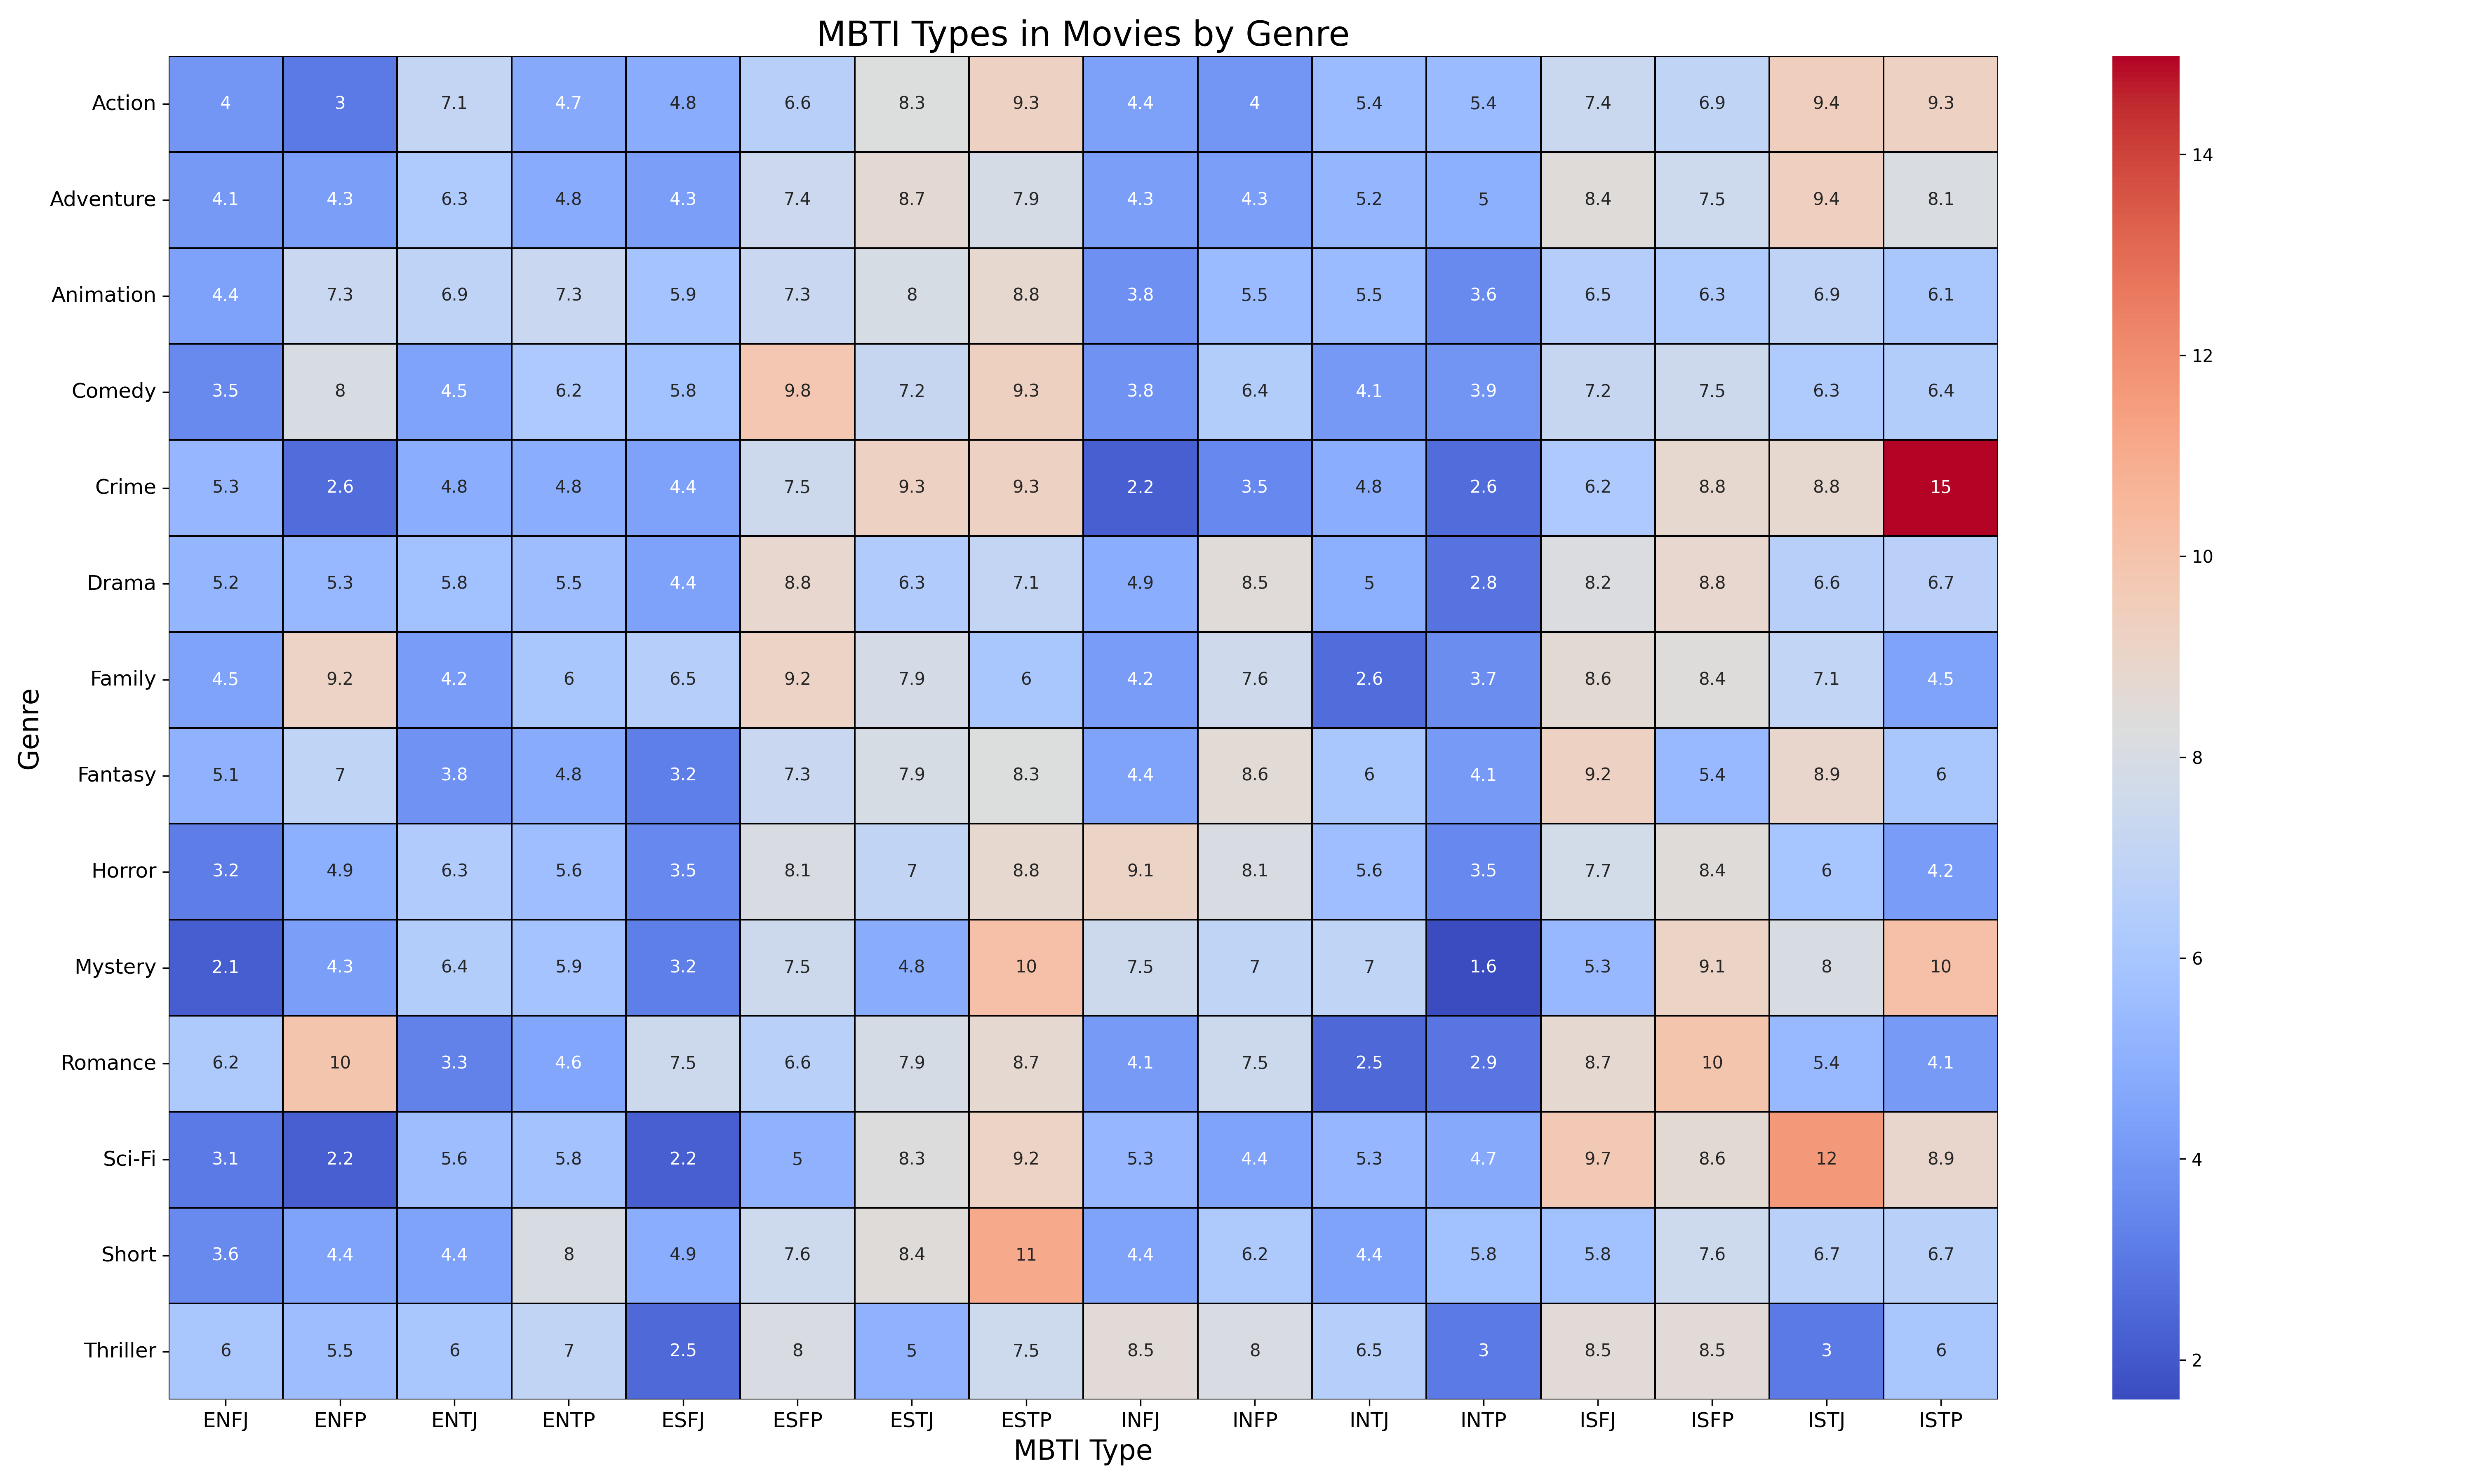 MBTI Types in Movies by Genre
Genre
Action 4 3 7.1 4.7 4.8 6.6 8.3 9.3 4.4 4 5.4 5.4 7.4 6.9 9.4 9.3
Adventure 4.1 4.3 6.3 4.8 4.3 7.4 8.7 7.9 4.3 4.3 5.2 5 8.4 7.5 9.4 8.1
Animation 4.4 7.3 6.9 7.3 5.9 7.3 8 8.8 3.8 5.5 5.5 3.6 6.5 6.3 6.9 6.1
Comedy 3.5 8 4.5 6.2 5.8 9.8 7.2 9.3 3.8 6.4 4.1 3.9 7.2 7.5 6.3 6.4
Crime 5.3 2.6 4.8 4.8 4.4 7.5 9.3 9.3 2.2 3.5 4.8 2.6 6.2 8.8 8.8 15
Drama 5.2 5.3 5.8 5.5 4.4 8.8 6.3 7.1 4.9 8.5 5 2.8 8.2 8.8 6.6 6.7
Family 4.5 9.2 4.2 6 6.5 9.2 7.9 6 4.2 7.6 2.6 3.7 8.6 8.4 7.1 4.5
Fantasy 5.1 7 3.8 4.8 3.2 7.3 7.9 8.3 4.4 8.6 6 4.1 9.2 5.4 8.9 6
Horror 3.2 4.9 6.3 5.6 3.5 8.1 7 8.8 9.1 8.1 5.6 3.5 7.7 8.4 6 4.2
Mystery 2.1 4.3 6.4 5.9 3.2 7.5 4.8 10 7.5 7 7 1.6 5.3 9.1 8 10
Romance 6.2 10 3.3 4.6 7.5 6.6 7.9 8.7 4.1 7.5 2.5 2.9 8.7 10 5.4 4.1
Sci-Fi 3.1 2.2 5.6 5.8 2.2 5 8.3 9.2 5.3 4.4 5.3 4.7 9.7 8.6 12 8.9
Short 3.6 4.4 4.4 8 4.9 7.6 8.4 11 4.4 6.2 4.4 5.8 5.8 7.6 6.7 6.7
Thriller 6 5.5 6 7 2.5 8 5 7.5 8.5 8 6.5 3 8.5 8.5 3 6
ENFJ ENFP ENTJ ENTP ESFJ ESFP ESTJ ESTP INFJ INFP INTJ INTP ISFJ ISFP ISTJ ISTP
MBTI Type
14
12
10
8
6
4
2